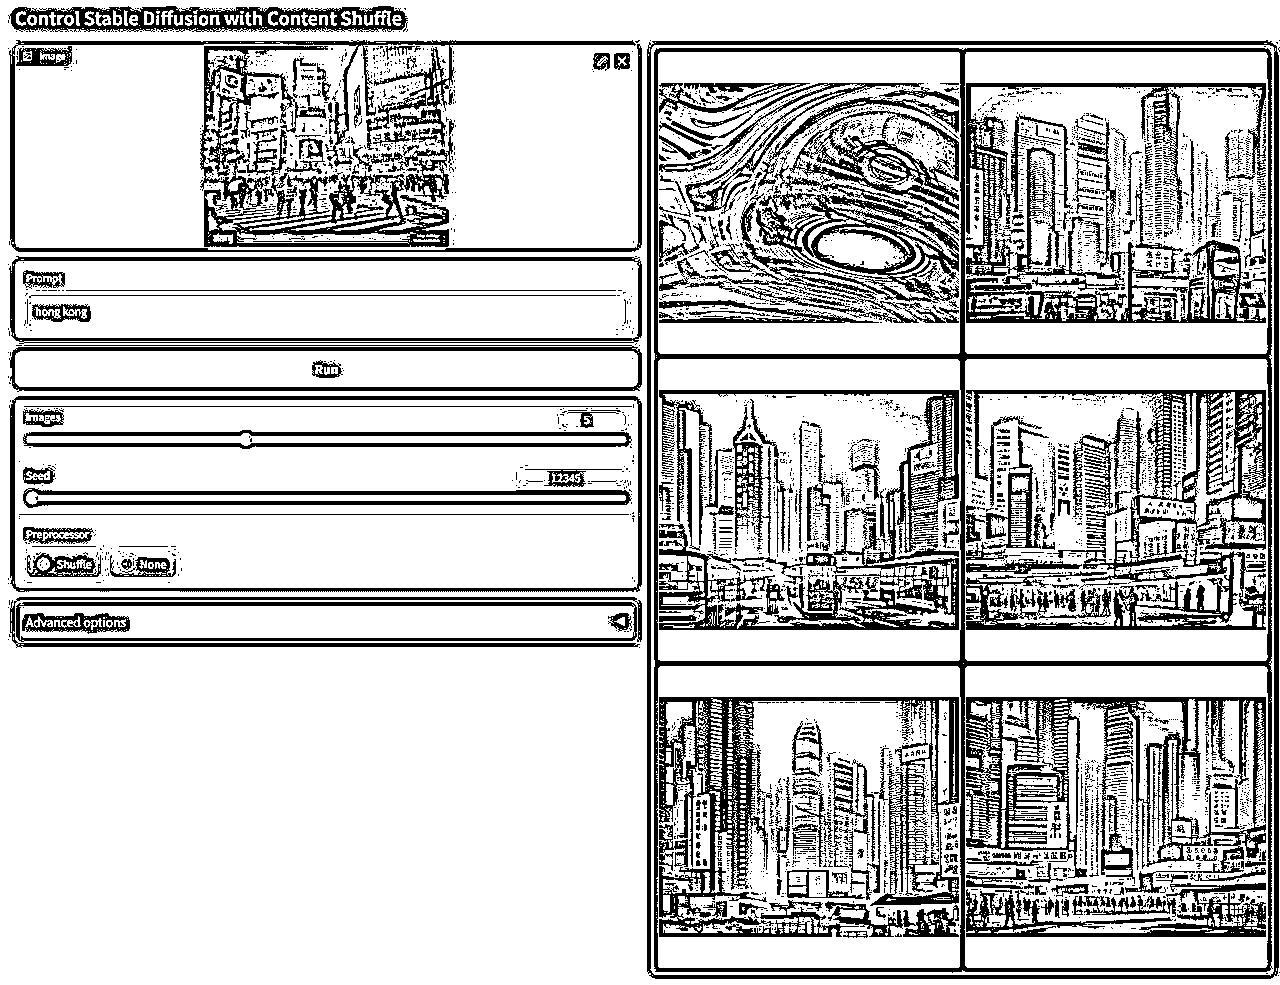 Control Stable Diffusion with Content Shuffle
Image
Prompt
hong kong
Run
Images
5
Seed
12345
Preprocessor
Shuffle
None
Advanced options